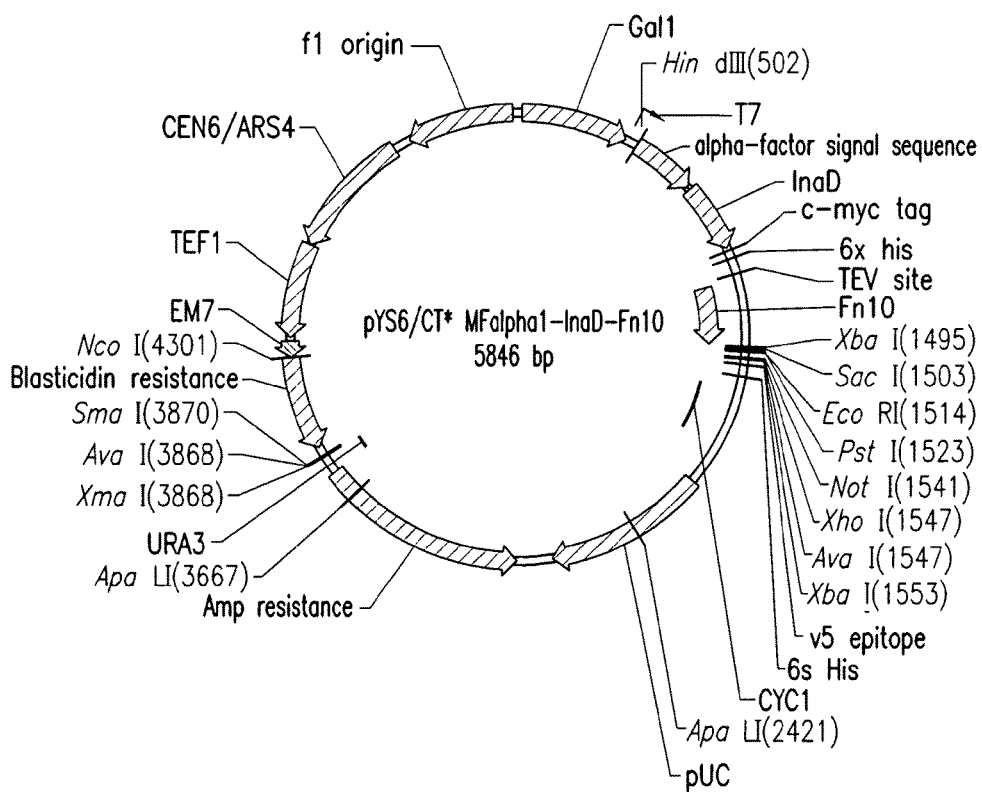 Gal1
f1 origin
Hin dIII(502)
T7
CEN6/ARS4
alpha-factor signal sequence
InaD
c-myc tag
6x his
TEV site
Fn10
TEF1
EM7
pYS6/CT* MFalpha1-InaD-Fn10
5846 bp
Nco I(4301)
Blasticidin resistance
Sma I(3870)
Ava I(3868)
Xma I(3868)
URA3
Apa LI(3667)
Amp resistance
Xba I(1495)
Sac I(1503)
Eco RI(1514)
Pst I(1523)
Not I(1541)
Xho I(1547)
Ava I(1547)
Xba I(1553)
v5 epitope
6s His
CYC1
Apa LI(2421)
pUC